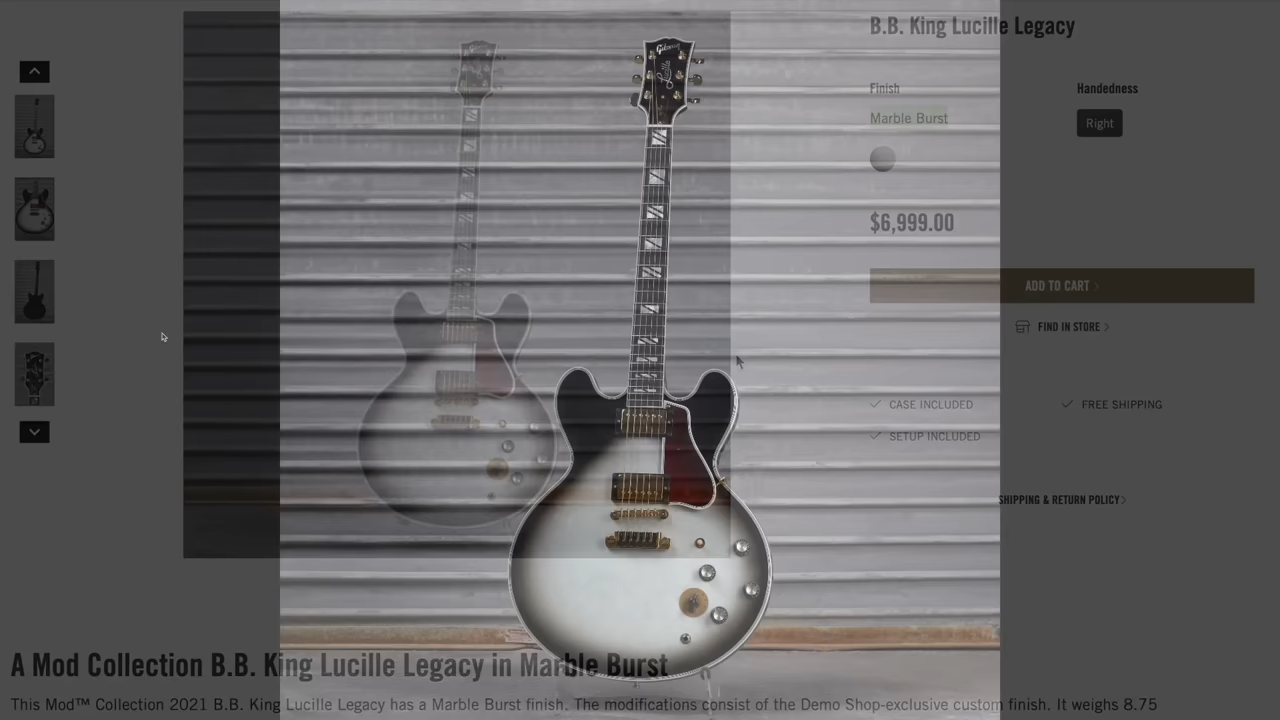 B.B. King Lucille Legacy
Finish
Handedness
Marble Burst
Right
$6,999.00
ADD TO CART
FIND IN STORE
CASE INCLUDED
FREE SHIPPING
SETUP INCLUDED
SHIPPING & RETURN POLICY
Gibson
Lucille
A Mod Collection B.B. King Lucille Legacy in Marble Burst
This Mod™ Collection 2021 B.B. King Lucille Legacy has a Marble Burst finish. The modifications consist of the Demo Shop-exclusive custom finish. It weighs 8.75